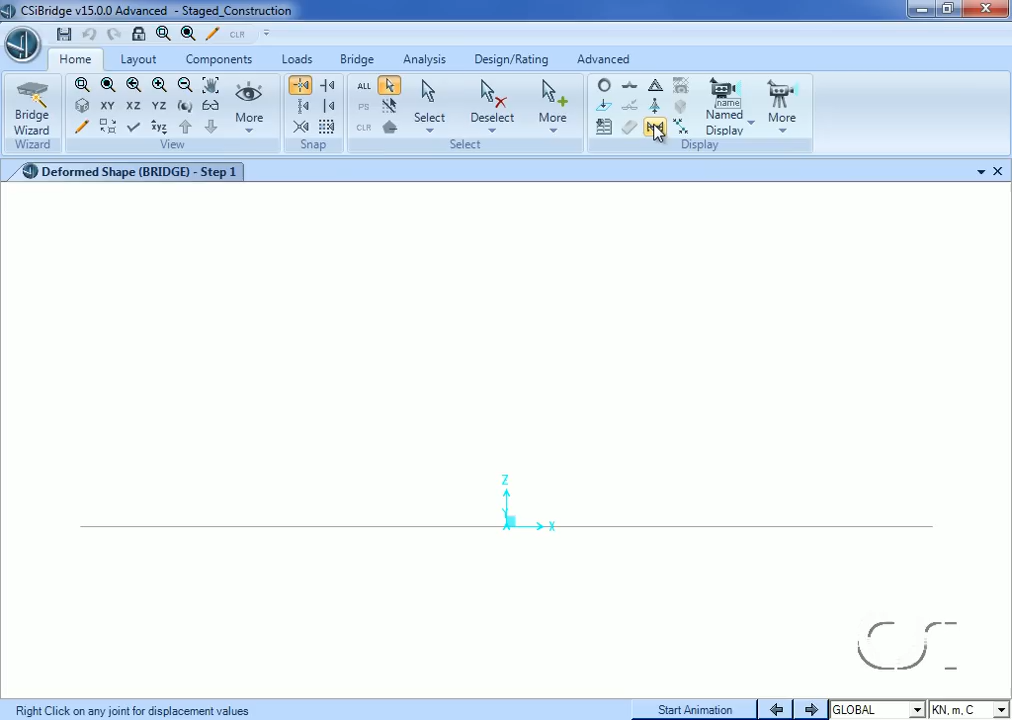 CSiBridge v15.0.0 Advanced - Staged_Construction
CLR
Home Layout Components Loads Bridge Analysis Design/Rating Advanced
Bridge
Wizard
Wizard
XY XZ YZ
xyz
More
View
Snap
ALL
PS
CLR
Select
Deselect
More
Select
name
Named
Display
More
Display
Deformed Shape (BRIDGE) - Step 1
Z
Y
X
CSI
Right Click on any joint for displacement values
Start Animation
GLOBAL
KN, m, C